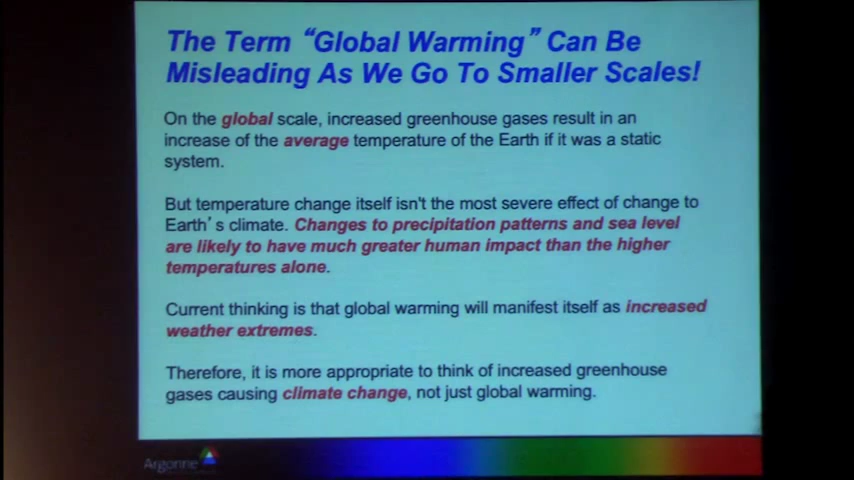 The Term “Global Warming” Can Be
Misleading As We Go To Smaller Scales!
On the global scale, increased greenhouse gases result in an
increase of the average temperature of the Earth if it was a static
system.
But temperature change itself isn't the most severe effect of change to
Earth’s climate. Changes to precipitation patterns and sea level
are likely to have much greater human impact than the higher
temperatures alone.
Current thinking is that global warming will manifest itself as increased
weather extremes.
Therefore, it is more appropriate to think of increased greenhouse
gases causing climate change, not just global warming.
Argonne